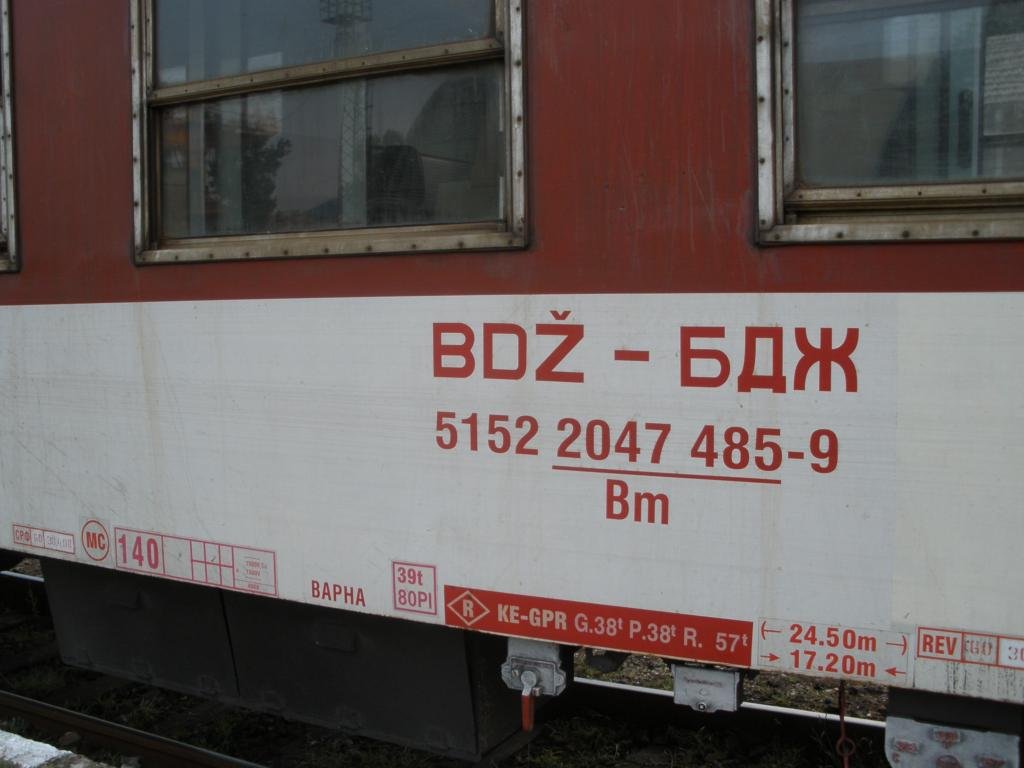 BDŽ - БДЖ
5152 2047 485-9
Bm
MC
140
ВАРНА
39t
80Pl
R KE-GPR G.38t P.38t R. 57t
24.50m
17.20m
REV